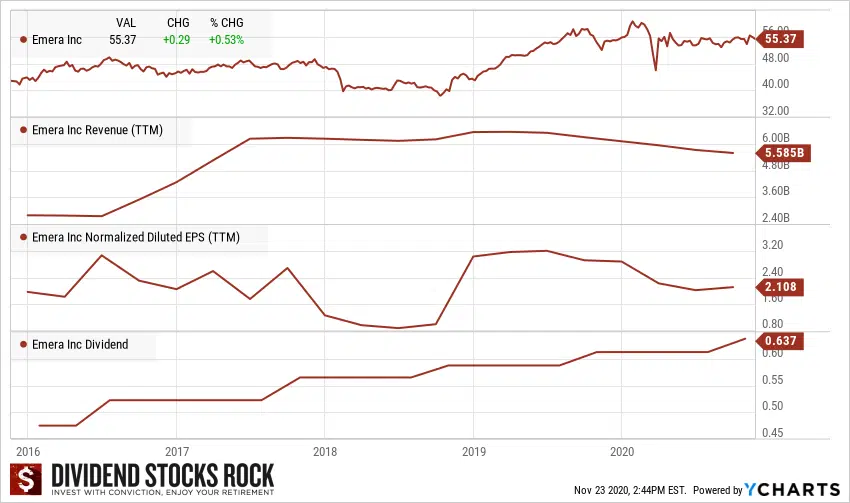 VAL CHG % CHG
Emera Inc 55.37 +0.29 +0.53%
56.00
55.37
48.00
40.00
32.00
Emera Inc Revenue (TTM)
6.00B
5.585B
4.80B
3.60B
2.40B
Emera Inc Normalized Diluted EPS (TTM)
3.20
2.40
2.108
1.60
0.80
Emera Inc Dividend
0.637
0.60
0.55
0.50
0.45
2016 2017 2018 2019 2020
$ DIVIDEND STOCKS ROCK
INVEST WITH CONVICTION, ENJOY YOUR RETIREMENT
Nov 23 2020, 2:44PM EST. Powered by YCHARTS